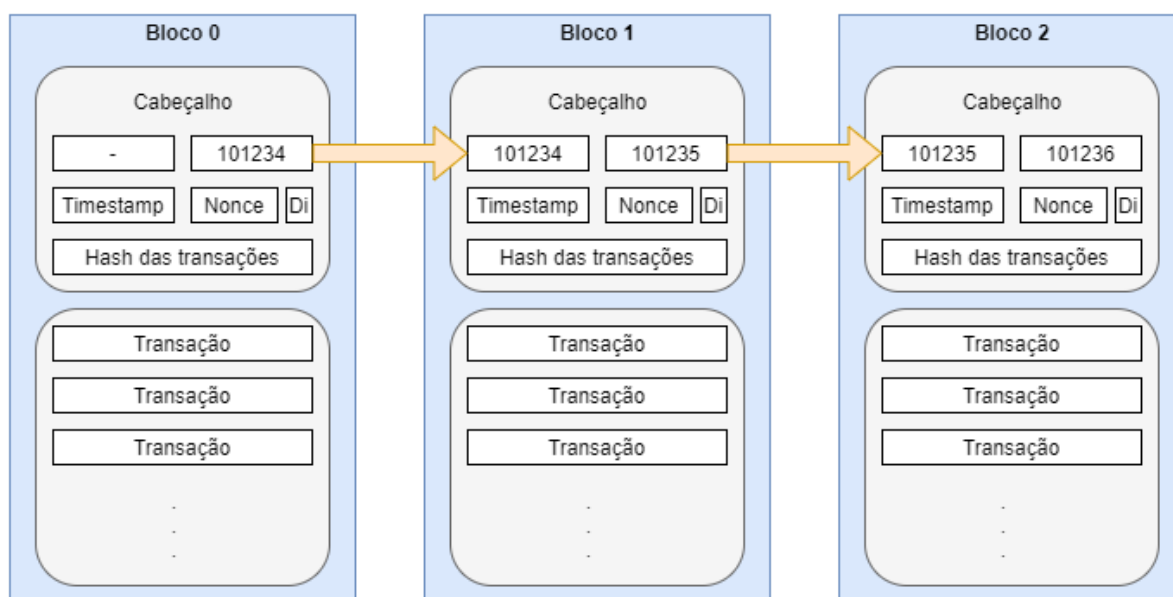 Bloco 0
Cabeçalho
- 101234
Timestamp Nonce Di
Hash das transações
Transação
Transação
Transação
.
.
.
Bloco 1
Cabeçalho
101234 101235
Timestamp Nonce Di
Hash das transações
Transação
Transação
Transação
.
.
.
Bloco 2
Cabeçalho
101235 101236
Timestamp Nonce Di
Hash das transações
Transação
Transação
Transação
.
.
.